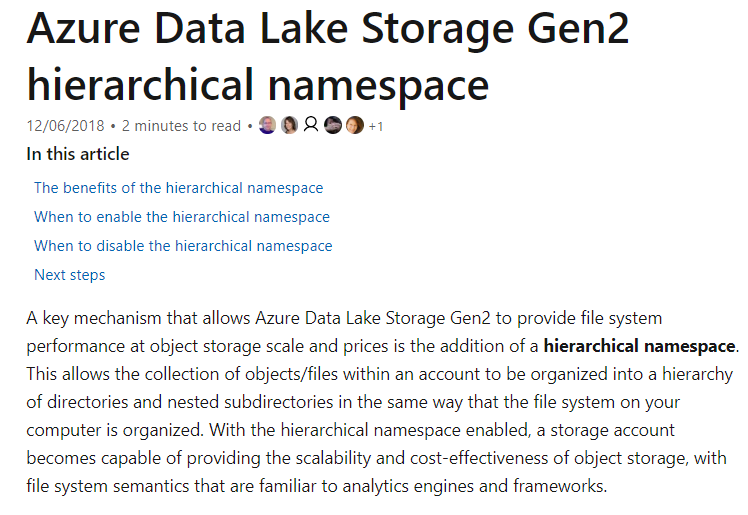 Azure Data Lake Storage Gen2
hierarchical namespace
12/06/2018 • 2 minutes to read • +1
In this article
The benefits of the hierarchical namespace
When to enable the hierarchical namespace
When to disable the hierarchical namespace
Next steps
A key mechanism that allows Azure Data Lake Storage Gen2 to provide file system
performance at object storage scale and prices is the addition of a hierarchical namespace.
This allows the collection of objects/files within an account to be organized into a hierarchy
of directories and nested subdirectories in the same way that the file system on your
computer is organized. With the hierarchical namespace enabled, a storage account
becomes capable of providing the scalability and cost-effectiveness of object storage, with
file system semantics that are familiar to analytics engines and frameworks.